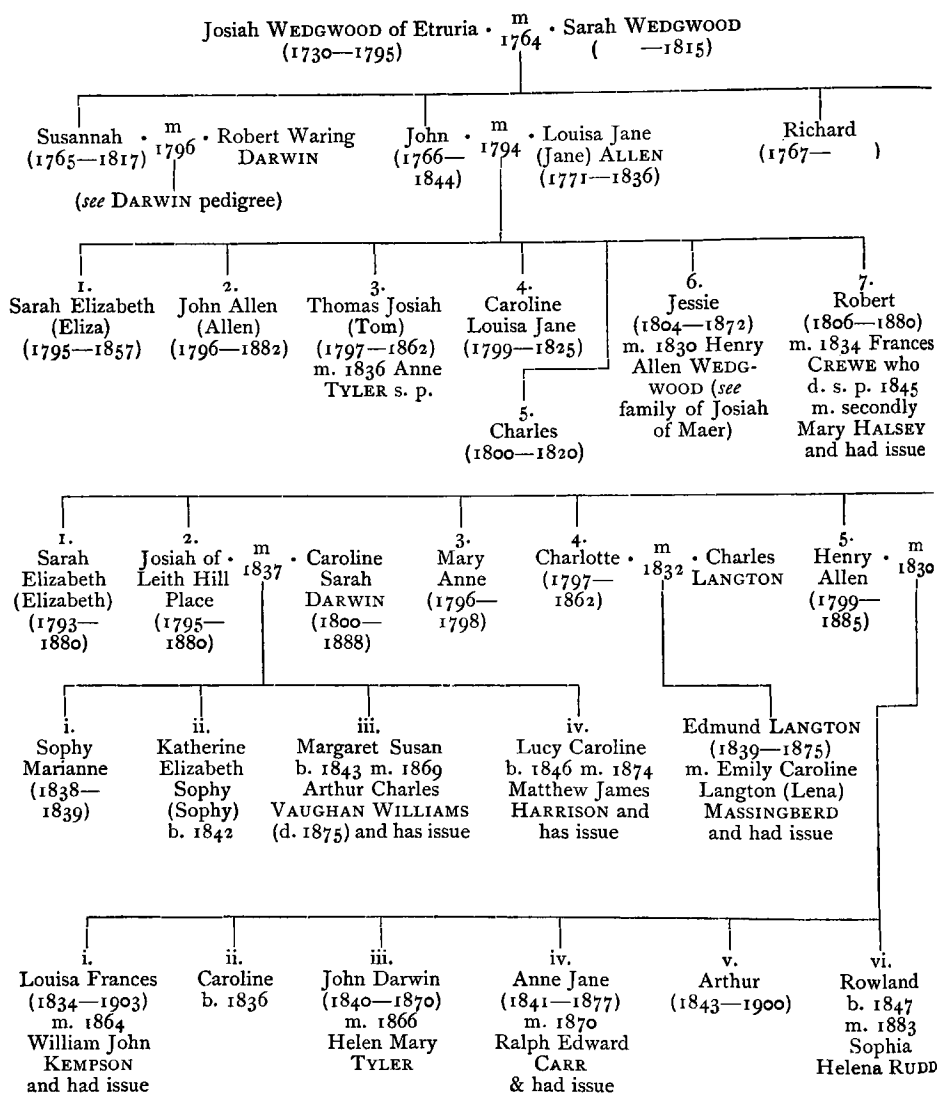 Josiah WEDGWOOD of Etruria · m 1764 · Sarah WEDGWOOD
(1730—1795) ( —1815)
Susannah · m 1796 · Robert Waring DARWIN
(1765—1817)
(see DARWIN pedigree)
John · m 1794 · Louisa Jane (Jane) ALLEN
(1766—1844) (1771—1836)
Richard
(1767— )
1.
Sarah Elizabeth
(Eliza)
(1795—1857)
2.
John Allen
(Allen)
(1796—1882)
3.
Thomas Josiah
(Tom)
(1797—1862)
m. 1836 Anne
TYLER s. p.
4.
Caroline
Louisa Jane
(1799—1825)
5.
Charles
(1800—1820)
6.
Jessie
(1804—1872)
m. 1830 Henry
Allen WEDG-
WOOD (see
family of Josiah
of Maer)
7.
Robert
(1806—1880)
m. 1834 Frances
CREWE who
d. s. p. 1845
m. secondly
Mary HALSEY
and had issue
1.
Sarah
Elizabeth
(Elizabeth)
(1793—
1880)
2.
Josiah of · m 1837 ·
Leith Hill
Place
(1795—
1880)
Caroline
Sarah
DARWIN
(1800—
1888)
3.
Mary
Anne
(1796—
1798)
4.
Charlotte · m 1832 · Charles LANGTON
(1797—
1862)
5.
Henry · m 1830
Allen
(1799—
1885)
i.
Sophy
Marianne
(1838—
1839)
ii.
Katherine
Elizabeth
Sophy
(Sophy)
b. 1842
iii.
Margaret Susan
b. 1843 m. 1869
Arthur Charles
VAUGHAN WILLIAMS
(d. 1875) and has issue
iv.
Lucy Caroline
b. 1846 m. 1874
Matthew James
HARRISON and
has issue
Edmund LANGTON
(1839—1875)
m. Emily Caroline
Langton (Lena)
MASSINGBERD
and had issue
i.
Louisa Frances
(1834—1903)
m. 1864
William John
KEMPSON
and had issue
ii.
Caroline
b. 1836
iii.
John Darwin
(1840—1870)
m. 1866
Helen Mary
TYLER
iv.
Anne Jane
(1841—1877)
m. 1870
Ralph Edward
CARR
& had issue
v.
Arthur
(1843—1900)
vi.
Rowland
b. 1847
m. 1883
Sophia
Helena RUDD